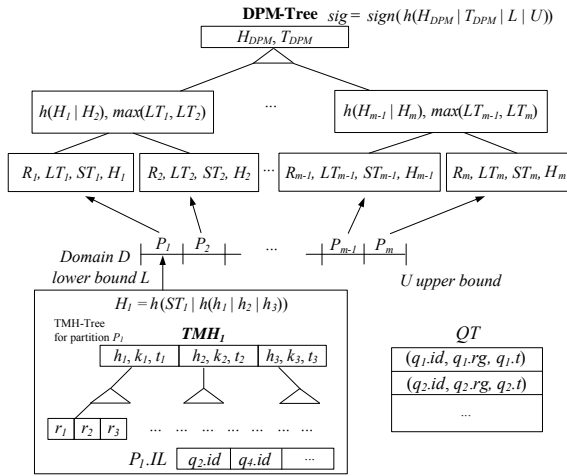 DPM-Tree sig = sign( h(H_DPM | T_DPM | L | U))
H_DPM, T_DPM
h(H_1 | H_2), max(LT_1, LT_2) ... h(H_m-1 | H_m), max(LT_m-1, LT_m)
R_1, LT_1, ST_1, H_1 R_2, LT_2, ST_2, H_2 ... R_m-1, LT_m-1, ST_m-1, H_m-1 R_m, LT_m, ST_m, H_m
Domain D P_1 P_2 ... P_m-1 P_m
lower bound L U upper bound
H_1 = h(ST_1 | h(h_1 | h_2 | h_3))
TMH-Tree
for partition P_1
TMH_1
h_1, k_1, t_1 h_2, k_2, t_2 h_3, k_3, t_3
r_1 r_2 r_3 ... ... ... ... ... ... ...
P_1.IL q_2.id q_4.id ...
QT
(q_1.id, q_1.rg, q_1.t)
(q_2.id, q_2.rg, q_2.t)
...